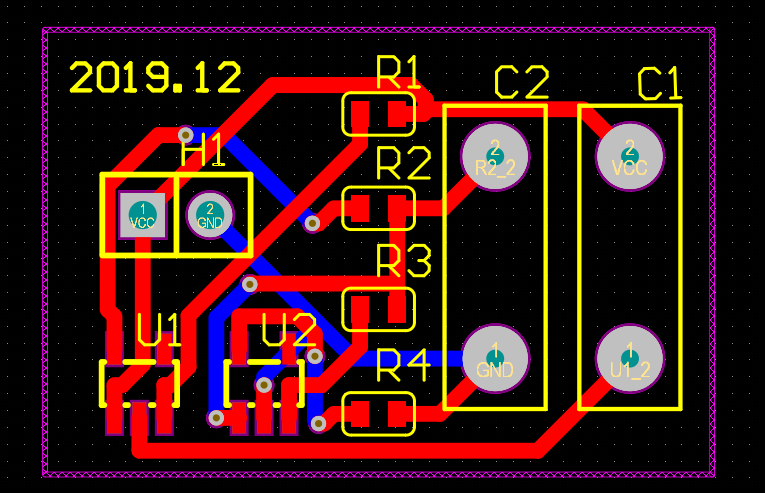 2019.12
R1
C2
C1
H1
R2
2
R2_2
2
VCC
1
VCC
2
GND
R3
U1
U2
R4
1
GND
1
U1_2